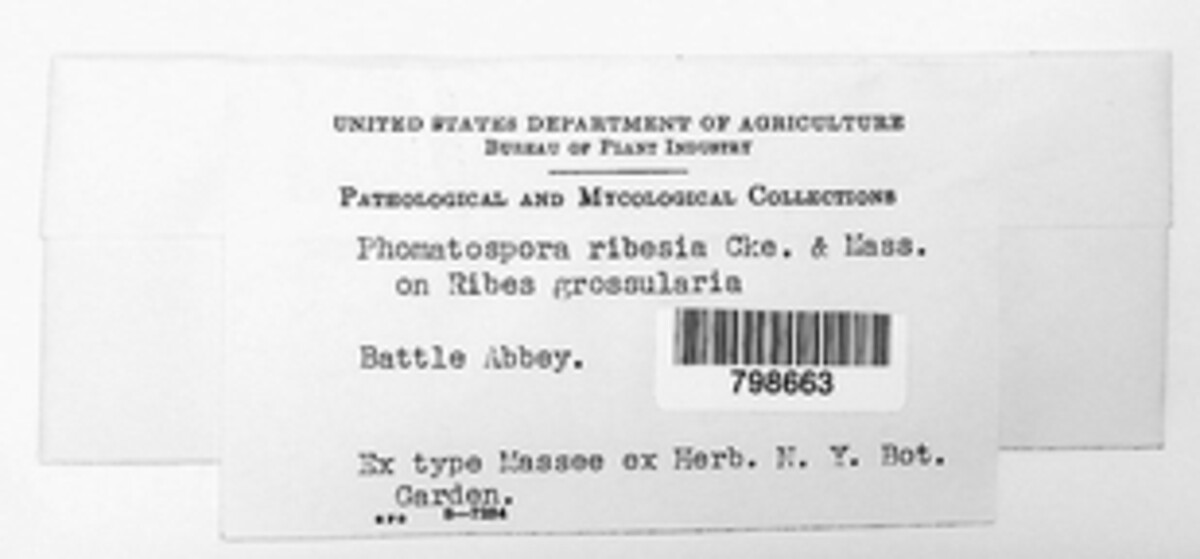 UNITED STATES DEPARTMENT OF AGRICULTURE
BUREAU OF PLANT INDUSTRY
PATHOLOGICAL AND MYCOLOGICAL COLLECTIONS
Phomatospora ribesia Cke. & Mass.
on Ribes grossularia
Battle Abbey.
798663
Ex type Massee ex Herb. N. Y. Bot.
Garden.